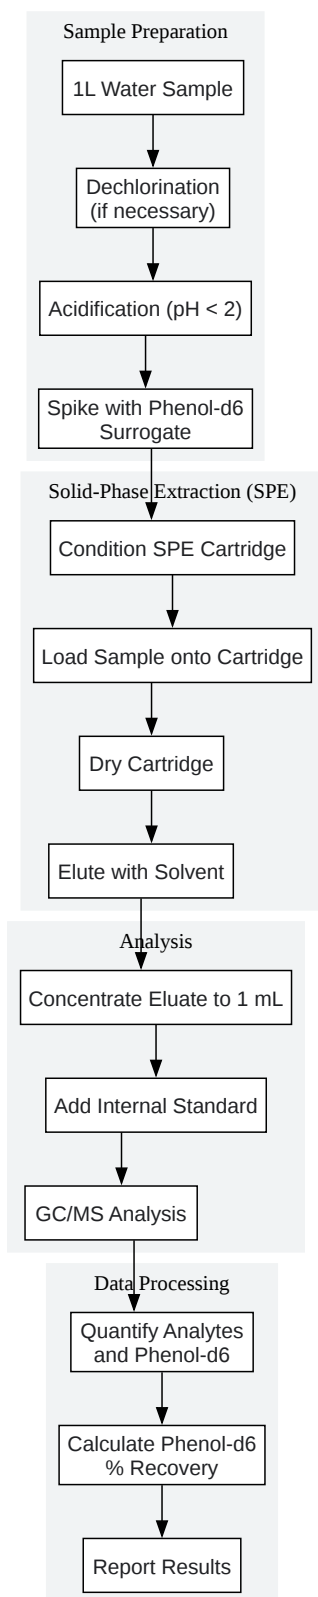 Sample Preparation
1L Water Sample
Dechlorination
(if necessary)
Acidification (pH < 2)
Spike with Phenol-d6
Surrogate
Solid-Phase Extraction (SPE)
Condition SPE Cartridge
Load Sample onto Cartridge
Dry Cartridge
Elute with Solvent
Analysis
Concentrate Eluate to 1 mL
Add Internal Standard
GC/MS Analysis
Data Processing
Quantify Analytes
and Phenol-d6
Calculate Phenol-d6
% Recovery
Report Results